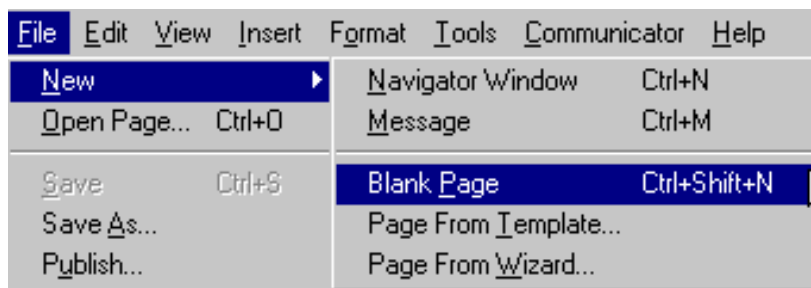 File Edit View Insert Format Tools Communicator Help
New
Open Page... Ctrl+O
Save Ctrl+S
Save As...
Publish...
Navigator Window Ctrl+N
Message Ctrl+M
Blank Page Ctrl+Shift+N
Page From Template...
Page From Wizard...